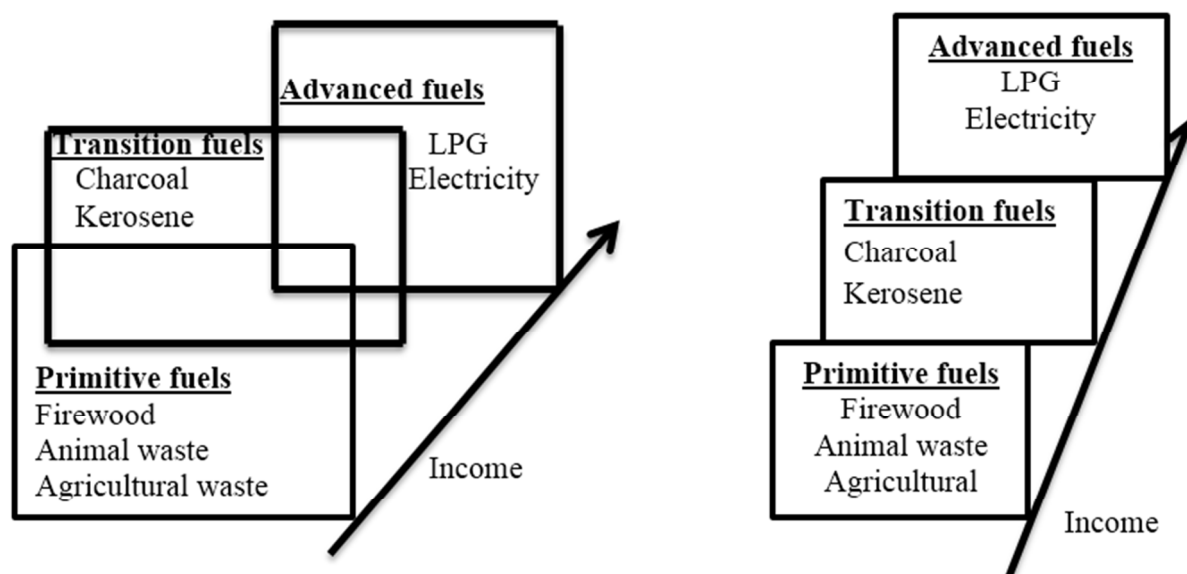 Advanced fuels
LPG
Electricity
Transition fuels
Charcoal
Kerosene
Primitive fuels
Firewood
Animal waste
Agricultural waste
Income
Advanced fuels
LPG
Electricity
Transition fuels
Charcoal
Kerosene
Primitive fuels
Firewood
Animal waste
Agricultural
Income